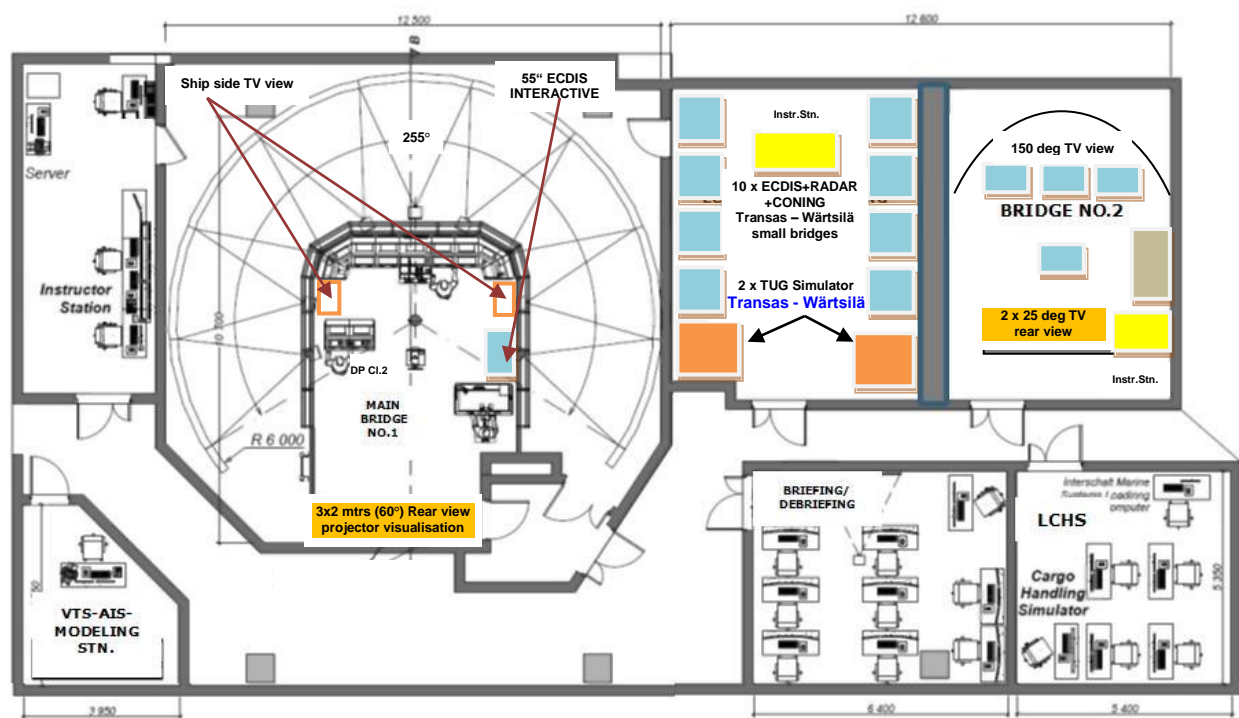 12 500
12 600
B
Ship side TV view
55“ ECDIS
INTERACTIVE
255°
Instr.Stn.
150 deg TV view
10 x ECDIS+RADAR
+CONING
Transas – Wärtsilä
small bridges
BRIDGE NO.2
Server
Instructor
Station
2 x TUG Simulator
Transas - Wärtsilä
2 x 25 deg TV
rear view
Instr.Stn.
DP Cl.2
MAIN
BRIDGE
NO.1
R 6 000
3x2 mtrs (60°) Rear view
projector visualisation
BRIEFING/
DEBRIEFING
Interschalt Marine
LCHS
Cargo
Handling
Simulator
5 350
VTS-AIS-
MODELING
STN.
50
3 950
6 400
5 400